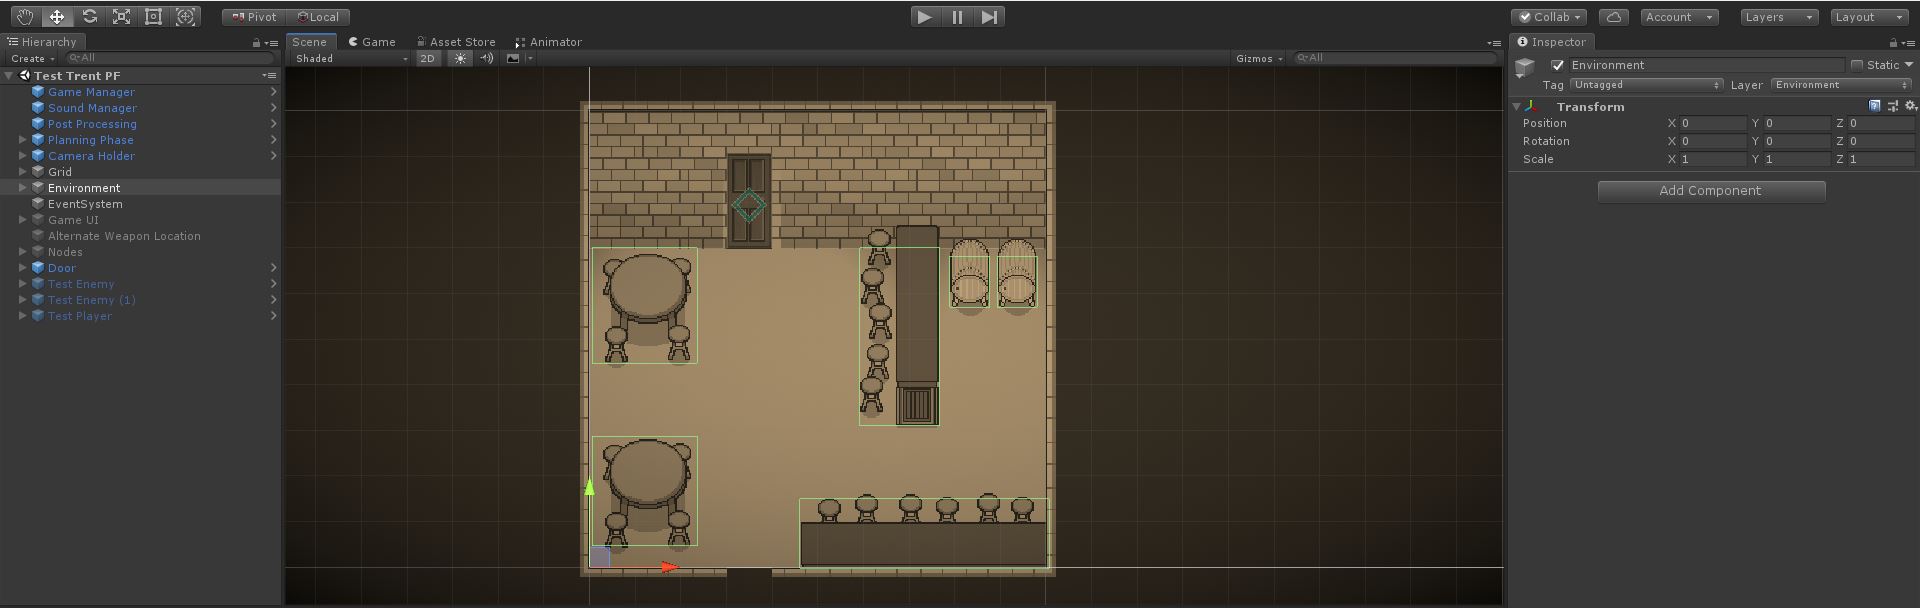 Pivot Local Collab Account Layers Layout
Hierarchy Scene Game Asset Store Animator Inspector
Create All Shaded 2D Gizmos All
Environment Static
Tag Untagged Layer Environment
Test Trent PF
Game Manager
Sound Manager
Post Processing
Planning Phase
Camera Holder
Grid
Environment
EventSystem
Game UI
Alternate Weapon Location
Nodes
Door
Test Enemy
Test Enemy (1)
Test Player
Transform
Position X 0 Y 0 Z 0
Rotation X 0 Y 0 Z 0
Scale X 1 Y 1 Z 1
Add Component